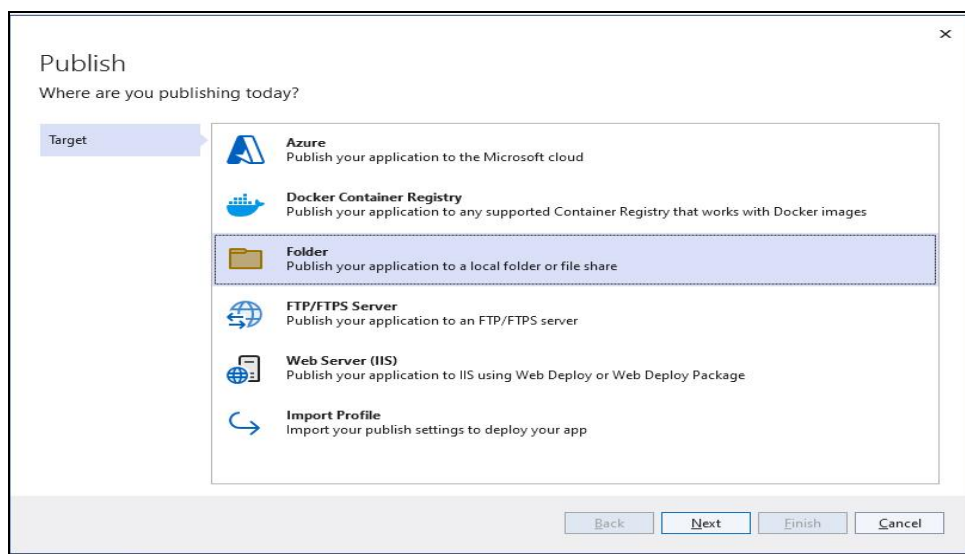 Publish
Where are you publishing today?
Target
Azure
Publish your application to the Microsoft cloud
Docker Container Registry
Publish your application to any supported Container Registry that works with Docker images
Folder
Publish your application to a local folder or file share
FTP/FTPS Server
Publish your application to an FTP/FTPS server
Web Server (IIS)
Publish your application to IIS using Web Deploy or Web Deploy Package
Import Profile
Import your publish settings to deploy your app
Back Next Finish Cancel